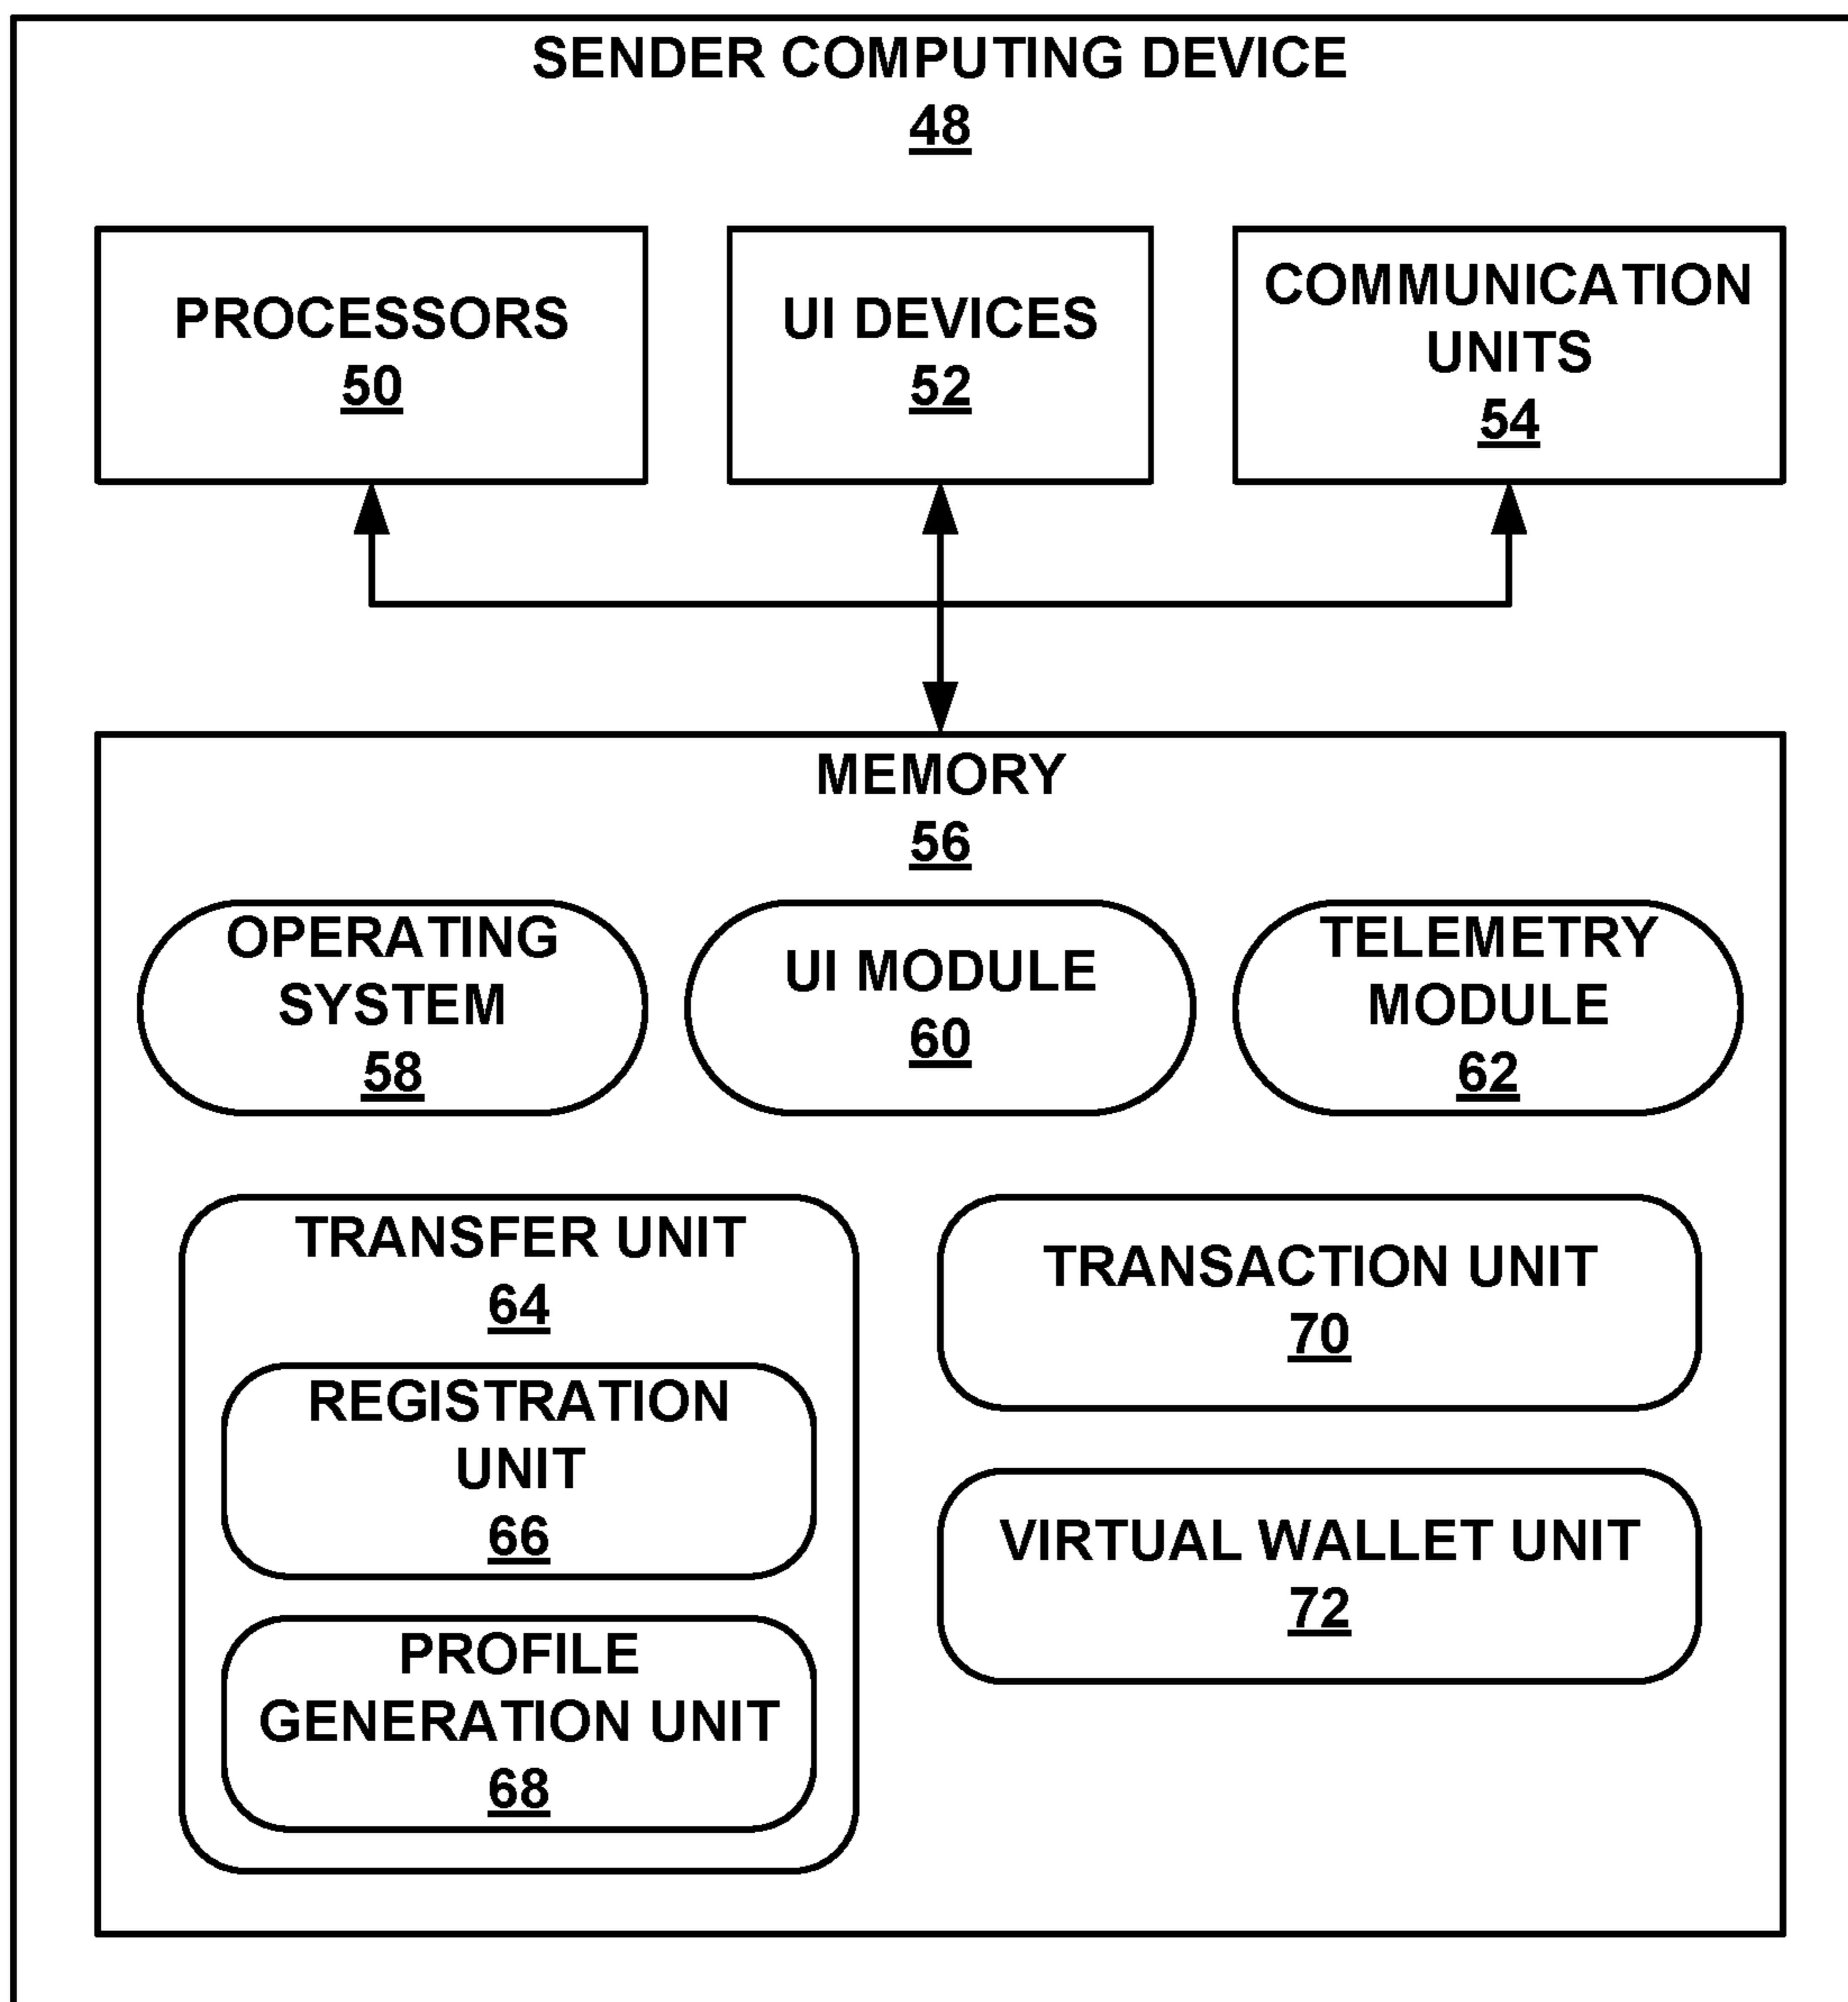 SENDER COMPUTING DEVICE
48
PROCESSORS
50
UI DEVICES
52
COMMUNICATION
UNITS
54
MEMORY
56
OPERATING
SYSTEM
58
UI MODULE
60
TELEMETRY
MODULE
62
TRANSFER UNIT
64
REGISTRATION
UNIT
66
PROFILE
GENERATION UNIT
68
TRANSACTION UNIT
70
VIRTUAL WALLET UNIT
72